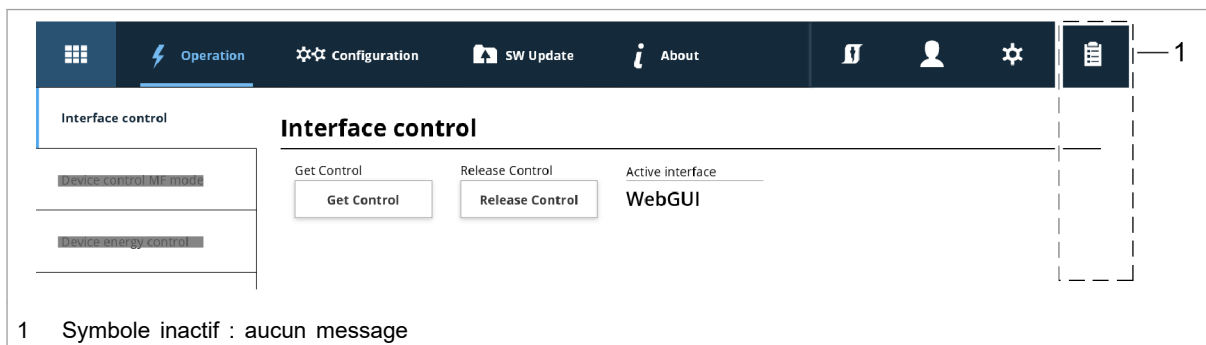 Operation Configuration SW Update About
1
Interface control
Interface control
Get Control Release Control Active interface
Device control MF mode
Get Control Release Control WebGUI
Device energy control
1 Symbole inactif : aucun message